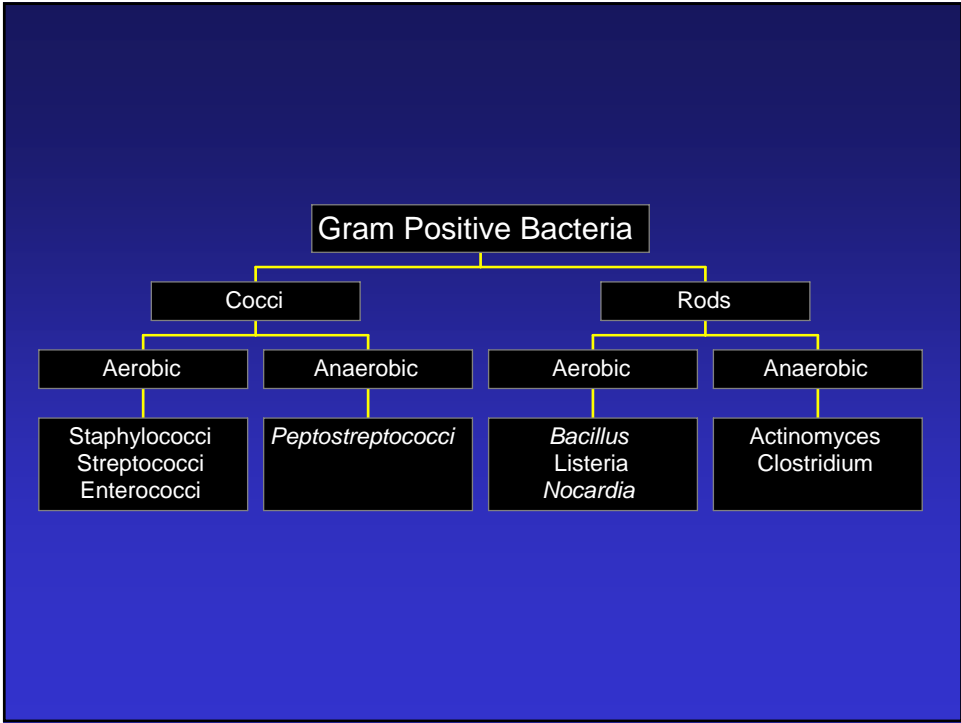 Gram Positive Bacteria
Cocci
Rods
Aerobic
Anaerobic
Aerobic
Anaerobic
Staphylococci
Streptococci
Enterococci
Peptostreptococci
Bacillus
Listeria
Nocardia
Actinomyces
Clostridium